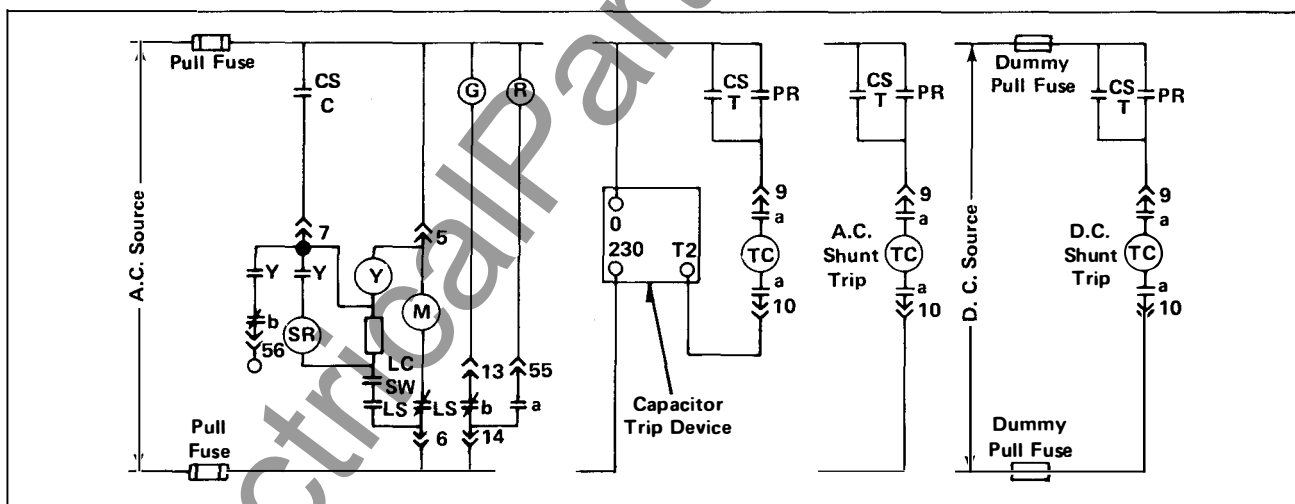 Pull Fuse
CS
C
G
R
A.C. Source
7
5
Y
Y
Y
M
b
SR
56
LC
SW
LS
LS
b
13
55
a
6
14
Pull
Fuse
CS
T
PR
0
230
T2
9
a
TC
a
10
Capacitor
Trip Device
CS
T
PR
9
a
A.C.
Shunt
Trip
TC
a
10
D. C. Source
Dummy
Pull Fuse
CS
T
PR
9
a
D.C.
Shunt
Trip
TC
a
10
Dummy
Pull Fuse
ctricalPar